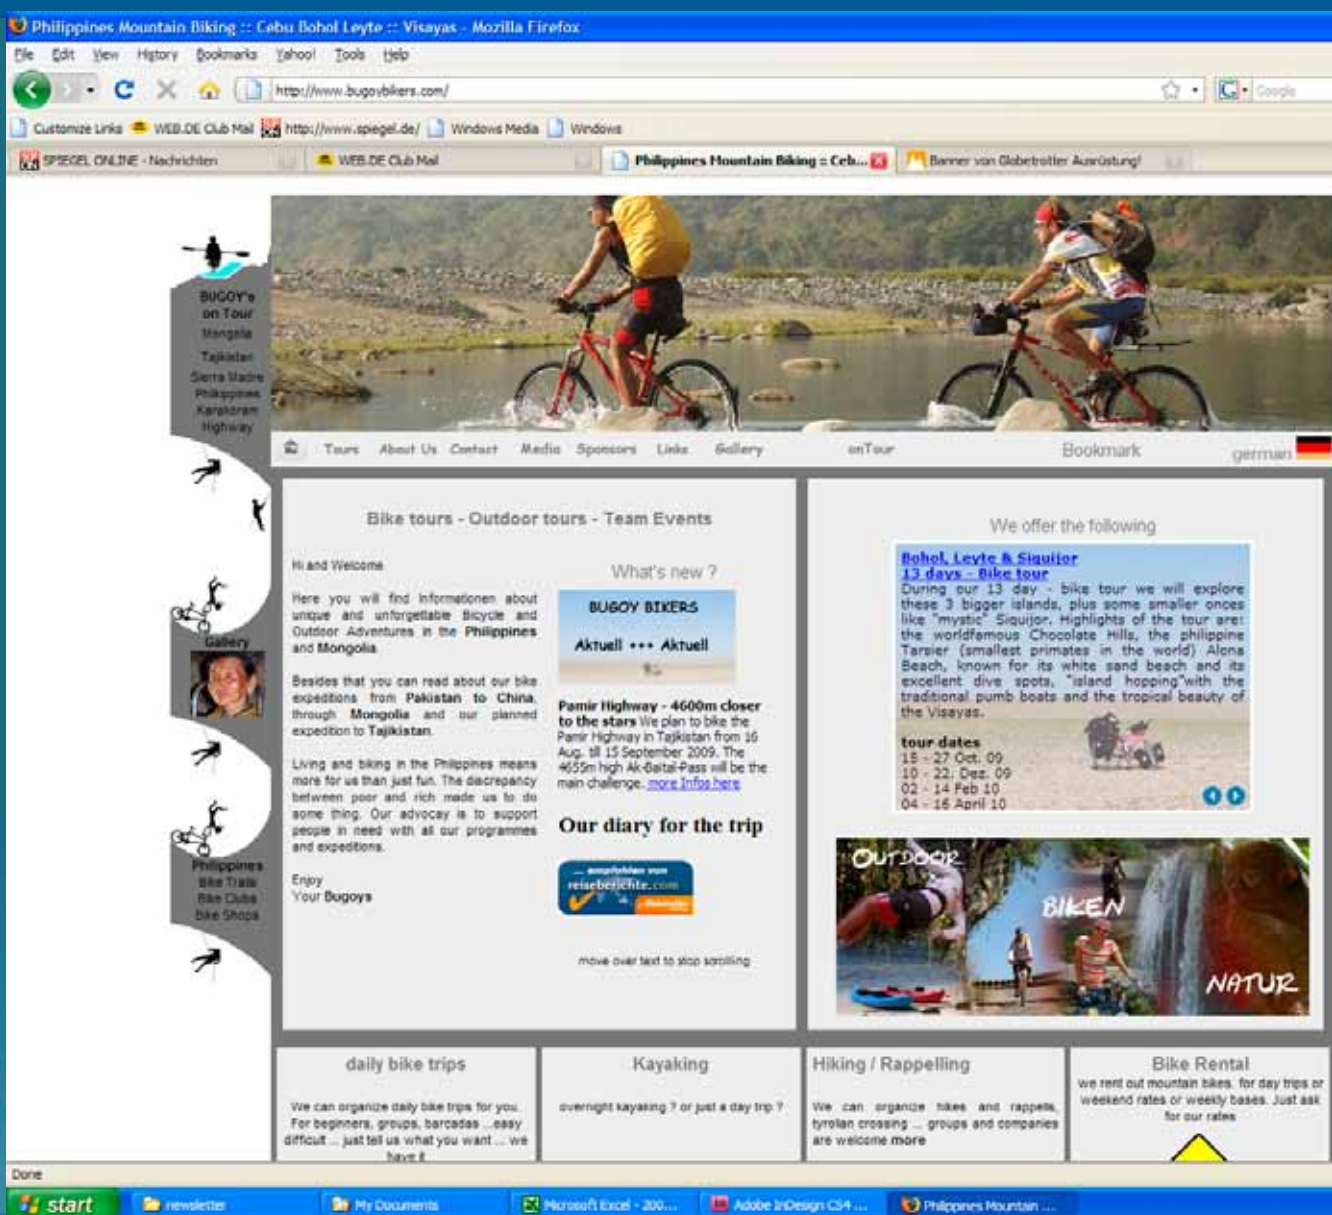 Philippines Mountain Biking :: Cebu Bohol Leyte :: Visayas - Mozilla Firefox
File Edit View History Bookmarks Yahoo! Tools Help
http://www.bugoybikers.com/
Google
Customize Links WEB.DE Club Mail http://www.spiegel.de/ Windows Media Windows
SPIEGEL ONLINE - Nachrichten WEB.DE Club Mail Philippines Mountain Biking :: Ceb... Banner von Globetrotter Ausrüstung!
BUGOY's
on Tour
Mongolia
Tajikistan
Sierra Madre
Philippines
Karakoram
Highway
Tours About Us Contact Media Sponsors Links Gallery onTour Bookmark german
Gallery
Philippines
Bike Trails
Bike Clubs
Bike Shops
Bike tours - Outdoor tours - Team Events
Hi and Welcome
Here you will find Informationen about
unique and unforgettable Bicycle and
Outdoor Adventures in the Philippines
and Mongolia.
Besides that you can read about our bike
expeditions from Pakistan to China,
through Mongolia and our planned
expedition to Tajikistan.
Living and biking in the Philippines means
more for us than just fun. The discrepancy
between poor and rich made us to do
some thing. Our advocay is to support
people in need with all our programmes
and expeditions.
Enjoy
Your Bugoys
What's new ?
BUGOY BIKERS
Aktuell +++ Aktuell
Pamir Highway - 4600m closer
to the stars We plan to bike the
Pamir Highway in Tajikistan from 16
Aug. till 15 September 2009. The
4655m high Ak-Baital-Pass will be the
main challenge. more Infos here
Our diary for the trip
... empfohlen von
reiseberichte.com
move over text to stop scrolling
We offer the following
Bohol, Leyte & Siquijor
13 days - Bike tour
During our 13 day - bike tour we will explore
these 3 bigger islands, plus some smaller onces
like "mystic" Siquijor. Highlights of the tour are:
the worldfamous Chocolate Hills, the philippine
Tarsier (smallest primates in the world) Alona
Beach, known for its white sand beach and its
excellent dive spots, "island hopping"with the
traditional pumb boats and the tropical beauty of
the Visayas.
tour dates
15 - 27 Oct. 09
10 - 22. Dez. 09
02 - 14 Feb 10
04 - 16 April 10
OUTDOOR
BIKEN
NATUR
daily bike trips
We can organize daily bike trips for you.
For beginners, groups, barcadas ...easy
difficult ... just tell us what you want ... we
have it
Kayaking
overnight kayaking ? or just a day trip ?
Hiking / Rappelling
We can organize hikes and rappells,
tyrolian crossing ... groups and companies
are welcome more
Bike Rental
we rent out mountain bikes. for day trips or
weekend rates or weekly bases. Just ask
for our rates
Done
start newsletter My Documents Microsoft Excel - 200... Adobe InDesign CS4 ... Philippines Mountain ...